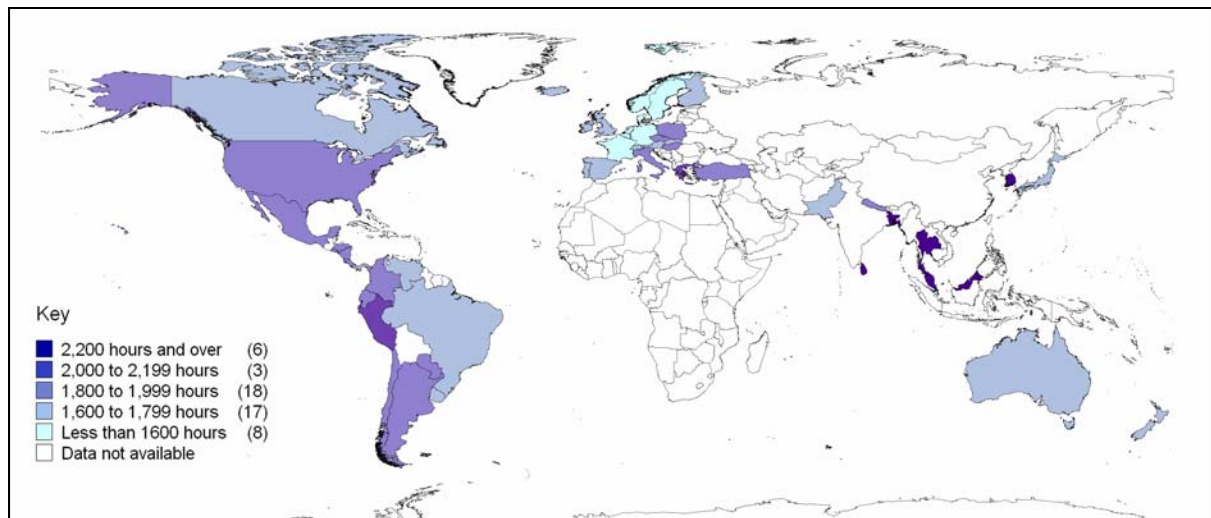 Key
2,200 hours and over (6)
2,000 to 2,199 hours (3)
1,800 to 1,999 hours (18)
1,600 to 1,799 hours (17)
Less than 1600 hours (8)
Data not available